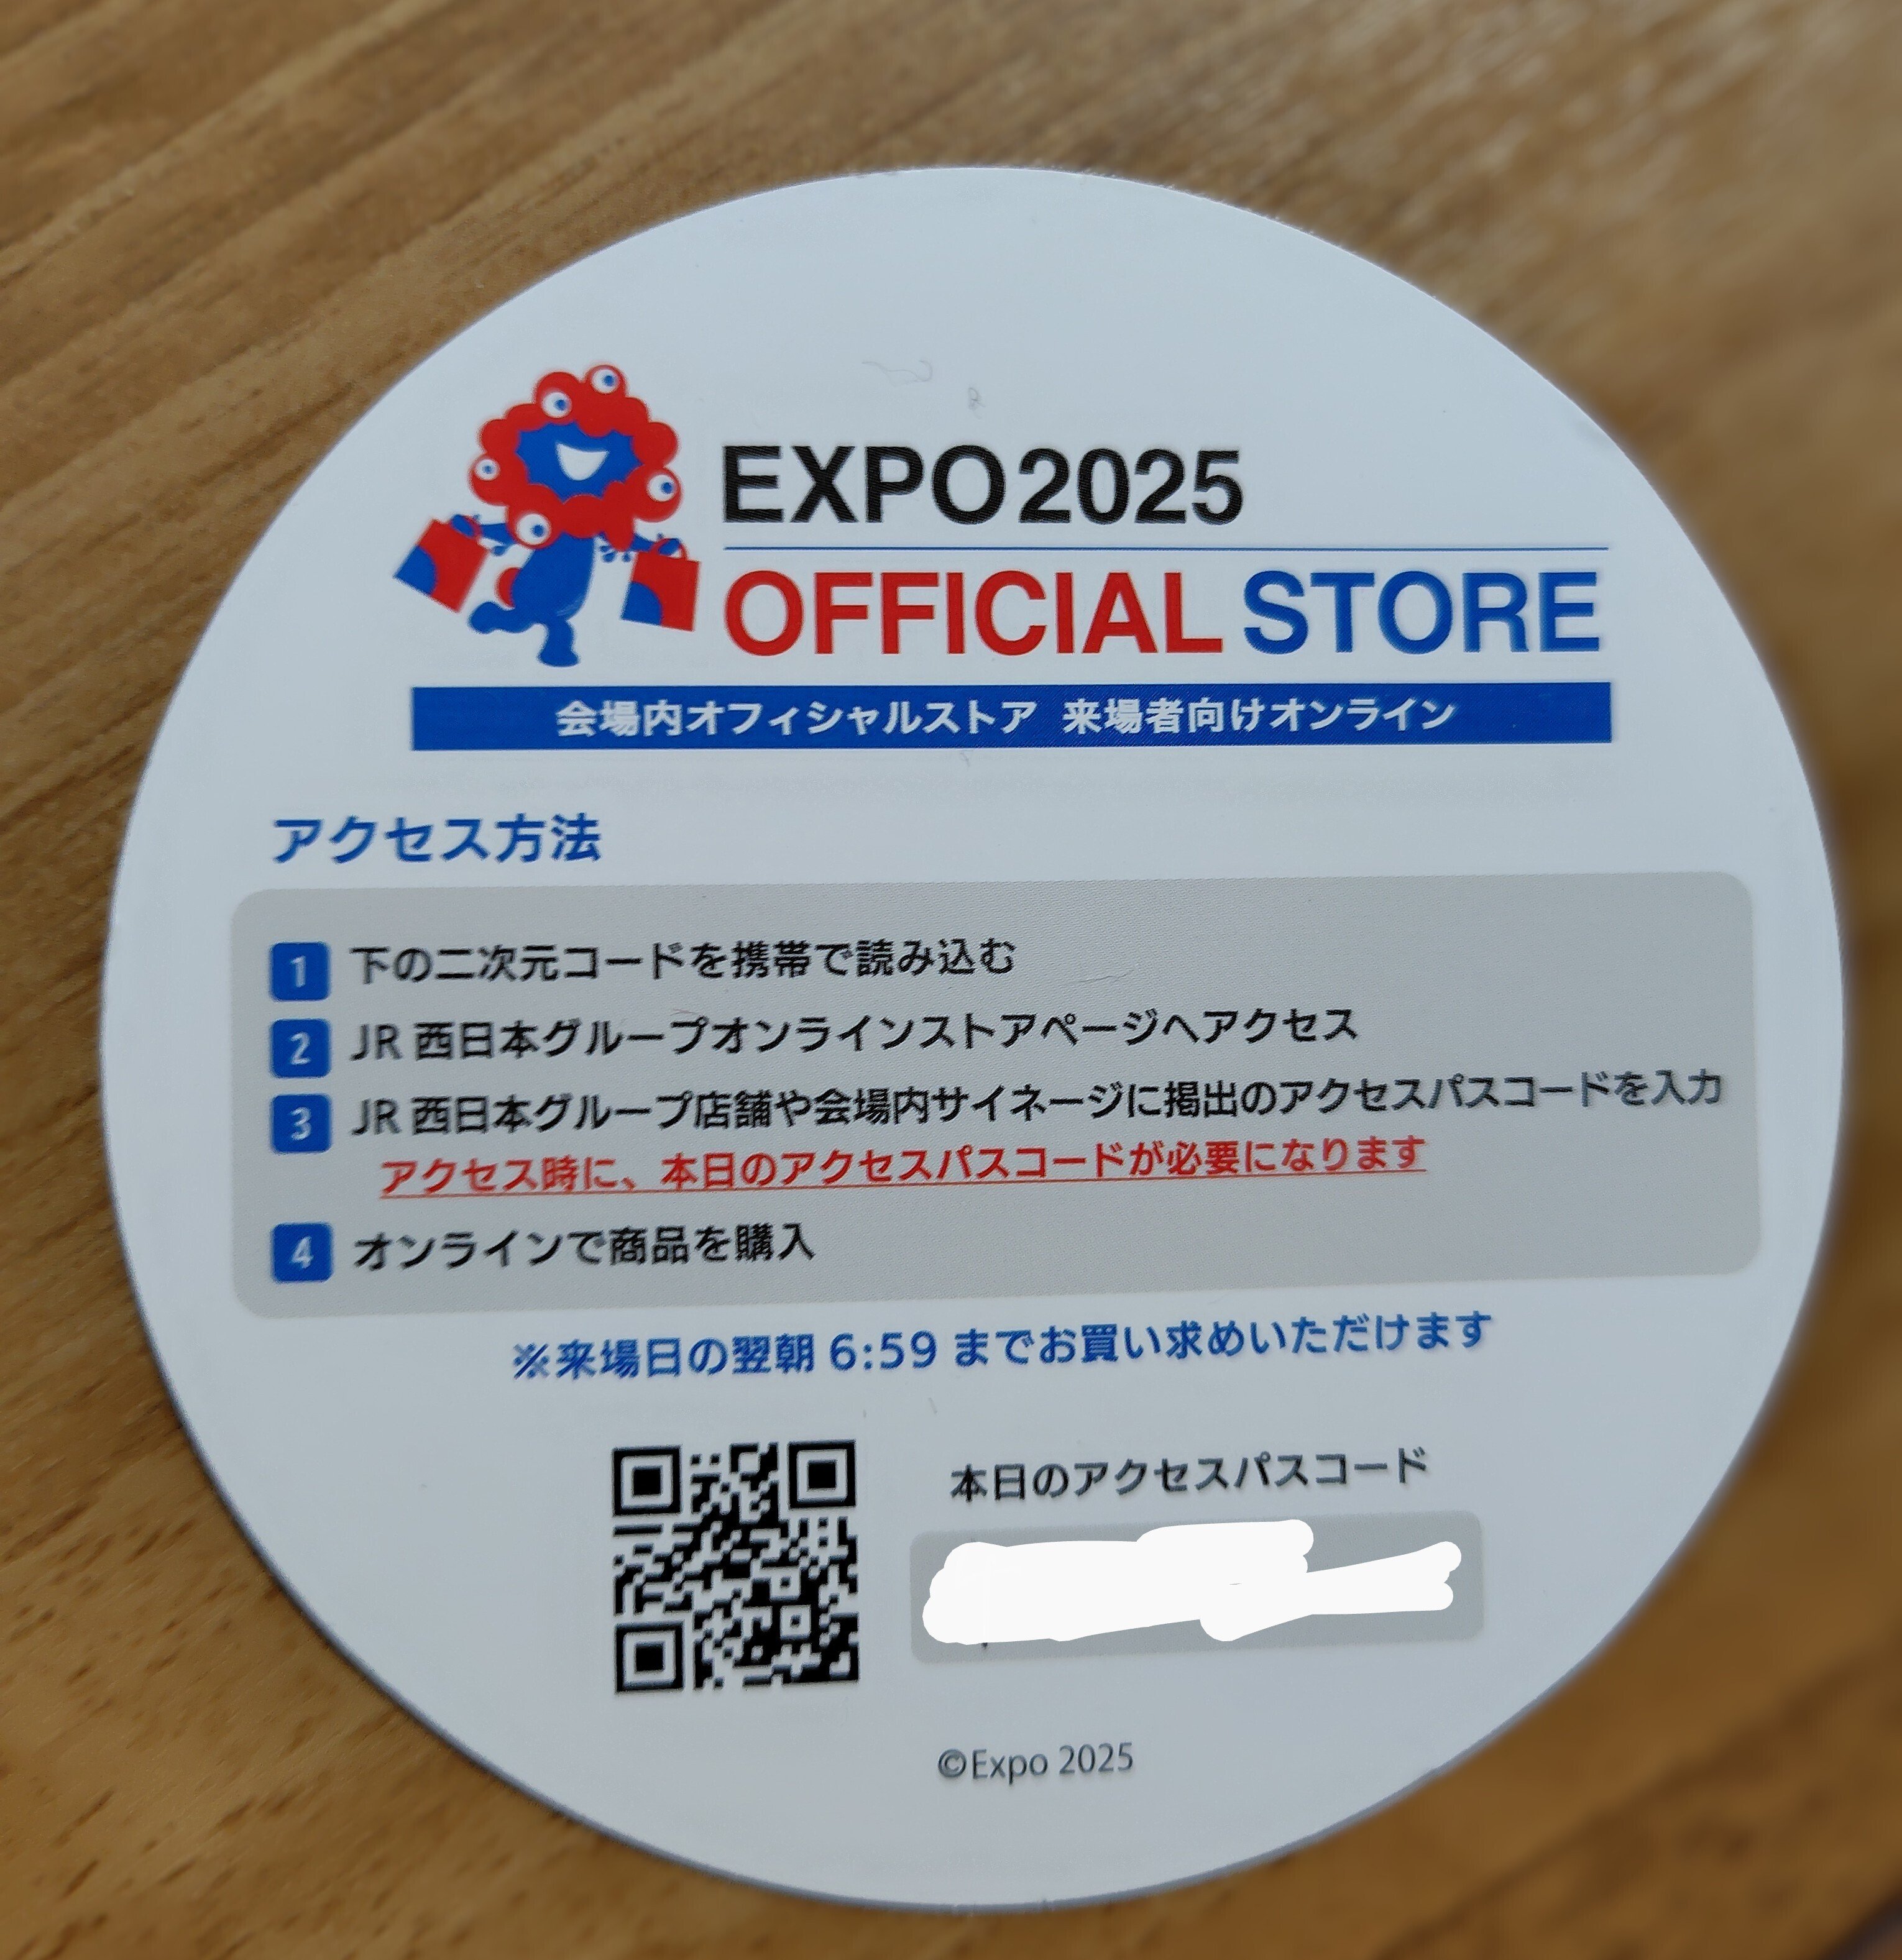 EXPO2025
OFFICIAL STORE
会場内オフィシャルストア 来場者向けオンライン
アクセス方法
1 下の二次元コードを携帯で読み込む
2 JR 西日本グループオンラインストアページへアクセス
3 JR 西日本グループ店舗や会場内サイネージに掲出のアクセスパスコードを入力
アクセス時に、本日のアクセスパスコードが必要になります
4 オンラインで商品を購入
※来場日の翌朝 6:59 までお買い求めいただけます
本日のアクセスパスコード
©Expo 2025